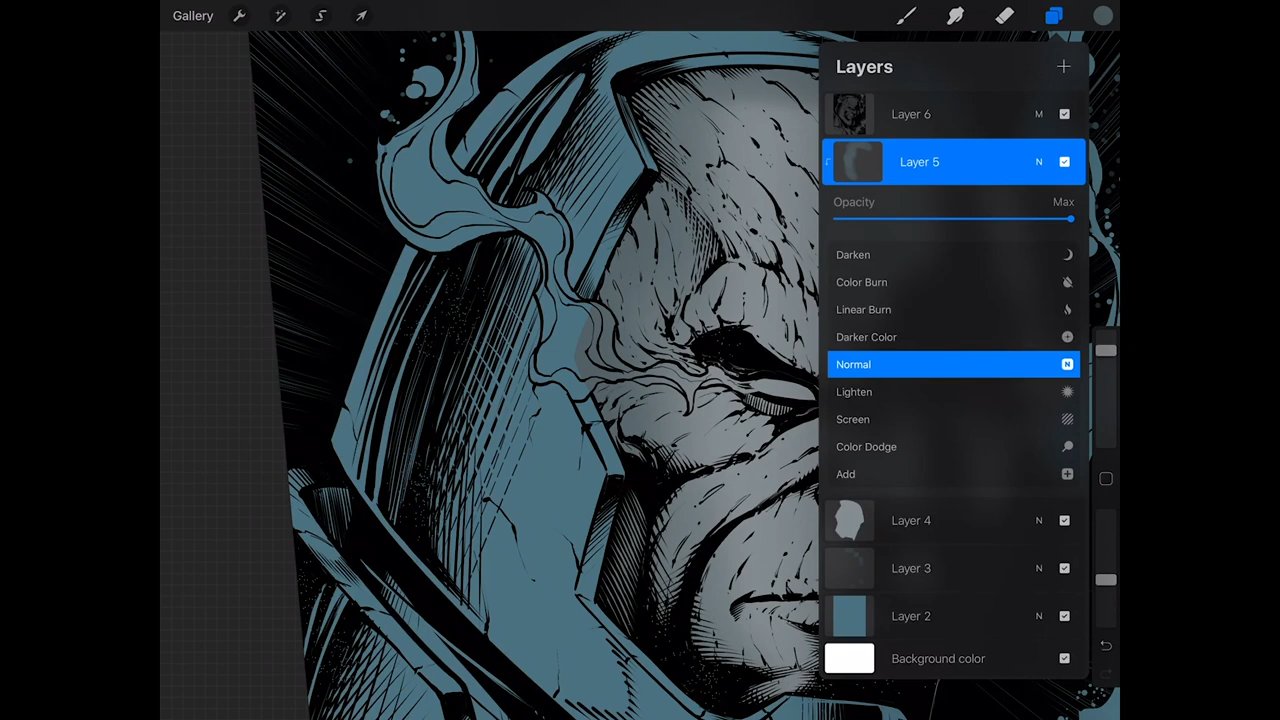 Gallery
Layers
Layer 6 M
Layer 5 N
Opacity Max
Darken
Color Burn
Linear Burn
Darker Color
Normal N
Lighten
Screen
Color Dodge
Add
Layer 4 N
Layer 3 N
Layer 2 N
Background color